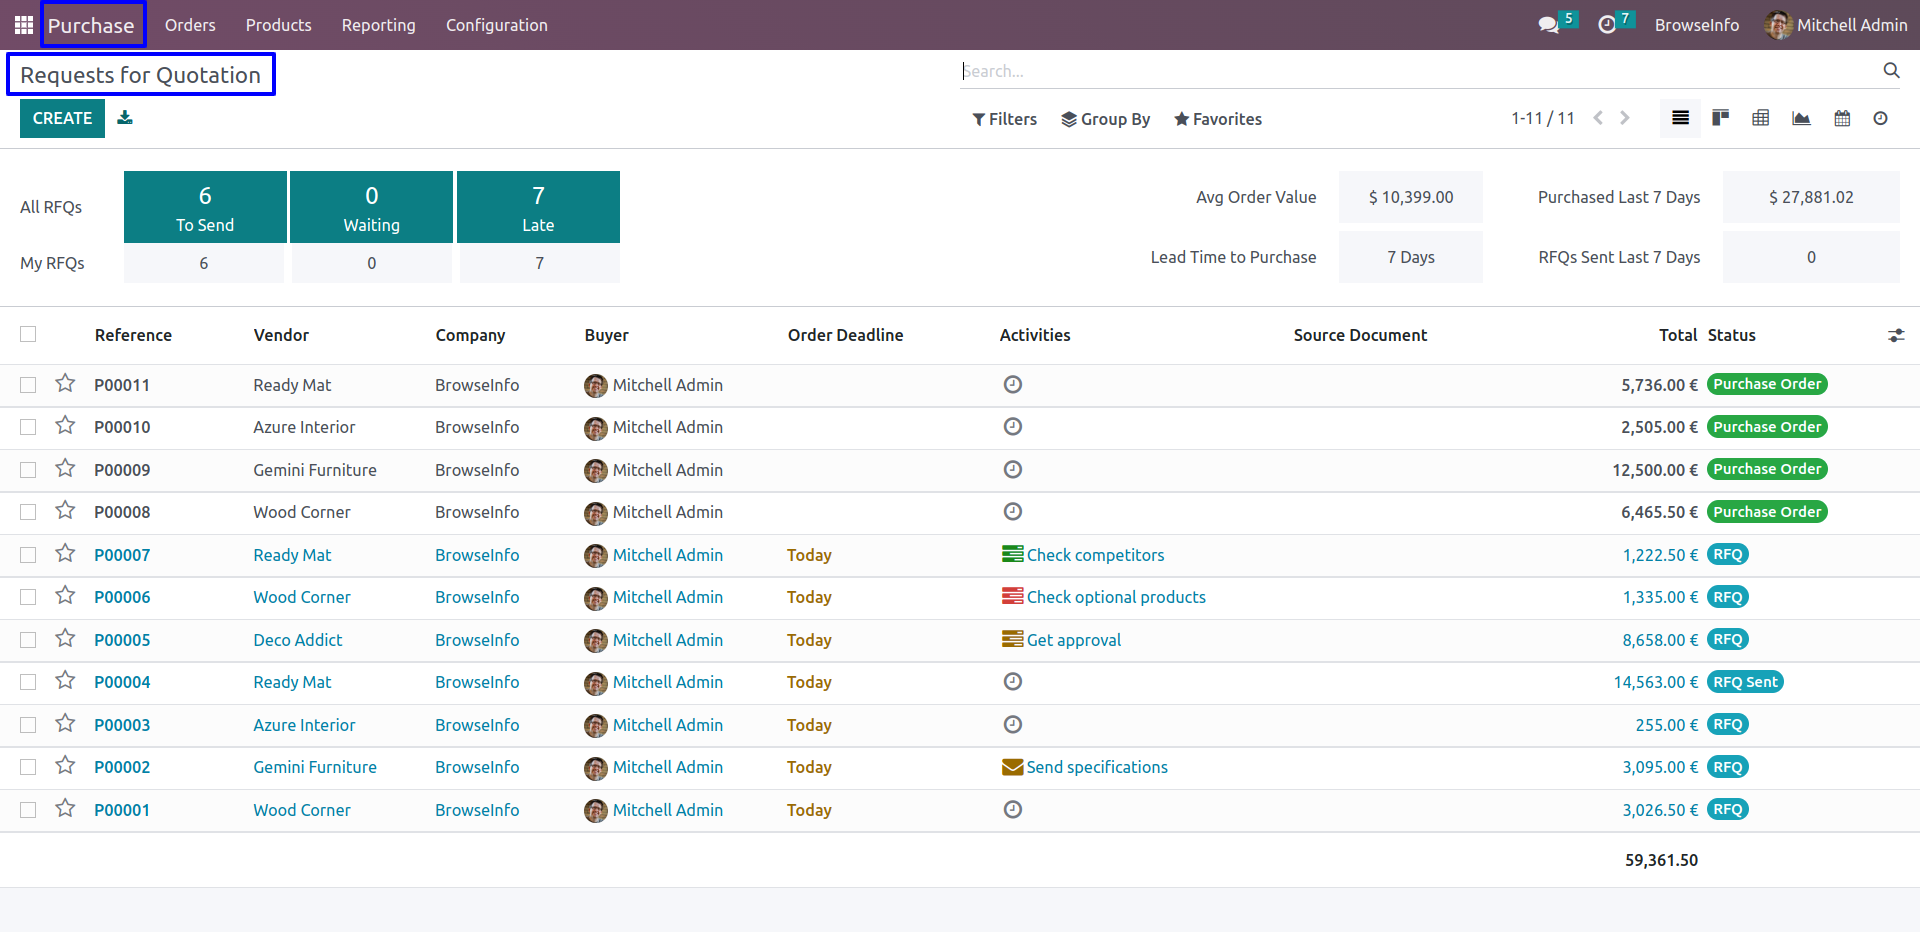 Purchase Orders Products Reporting Configuration 5 7 BrowseInfo Mitchell Admin
Requests for Quotation Search...
CREATE Filters Group By Favorites 1-11 / 11
All RFQs 6 To Send 0 Waiting 7 Late Avg Order Value $ 10,399.00 Purchased Last 7 Days $ 27,881.02
My RFQs 6 0 7 Lead Time to Purchase 7 Days RFQs Sent Last 7 Days 0
Reference Vendor Company Buyer Order Deadline Activities Source Document Total Status
P00011 Ready Mat BrowseInfo Mitchell Admin 5,736.00 € Purchase Order
P00010 Azure Interior BrowseInfo Mitchell Admin 2,505.00 € Purchase Order
P00009 Gemini Furniture BrowseInfo Mitchell Admin 12,500.00 € Purchase Order
P00008 Wood Corner BrowseInfo Mitchell Admin 6,465.50 € Purchase Order
P00007 Ready Mat BrowseInfo Mitchell Admin Today Check competitors 1,222.50 € RFQ
P00006 Wood Corner BrowseInfo Mitchell Admin Today Check optional products 1,335.00 € RFQ
P00005 Deco Addict BrowseInfo Mitchell Admin Today Get approval 8,658.00 € RFQ
P00004 Ready Mat BrowseInfo Mitchell Admin Today 14,563.00 € RFQ Sent
P00003 Azure Interior BrowseInfo Mitchell Admin Today 255.00 € RFQ
P00002 Gemini Furniture BrowseInfo Mitchell Admin Today Send specifications 3,095.00 € RFQ
P00001 Wood Corner BrowseInfo Mitchell Admin Today 3,026.50 € RFQ
59,361.50